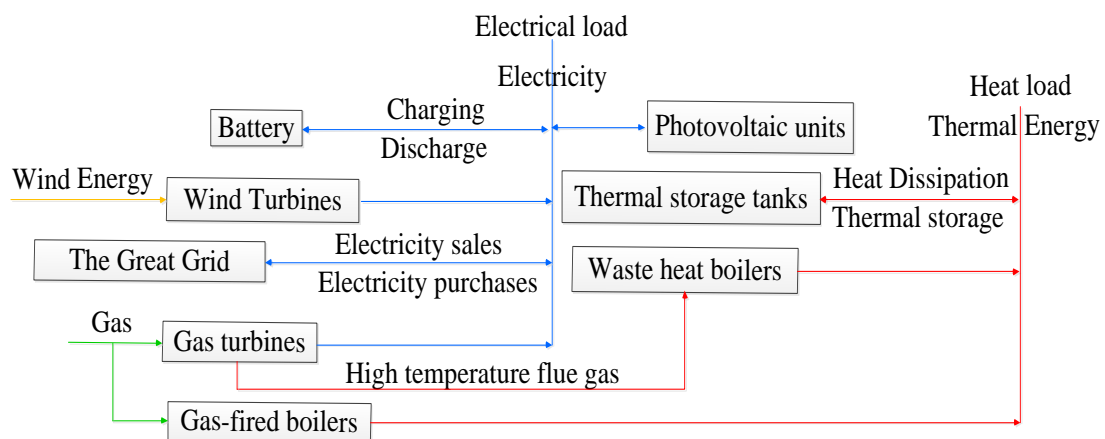 Electrical load
Electricity
Heat load
Thermal Energy
Battery
Charging
Discharge
Photovoltaic units
Wind Energy
Wind Turbines
Thermal storage tanks
Heat Dissipation
Thermal storage
The Great Grid
Electricity sales
Electricity purchases
Waste heat boilers
Gas
Gas turbines
High temperature flue gas
Gas-fired boilers